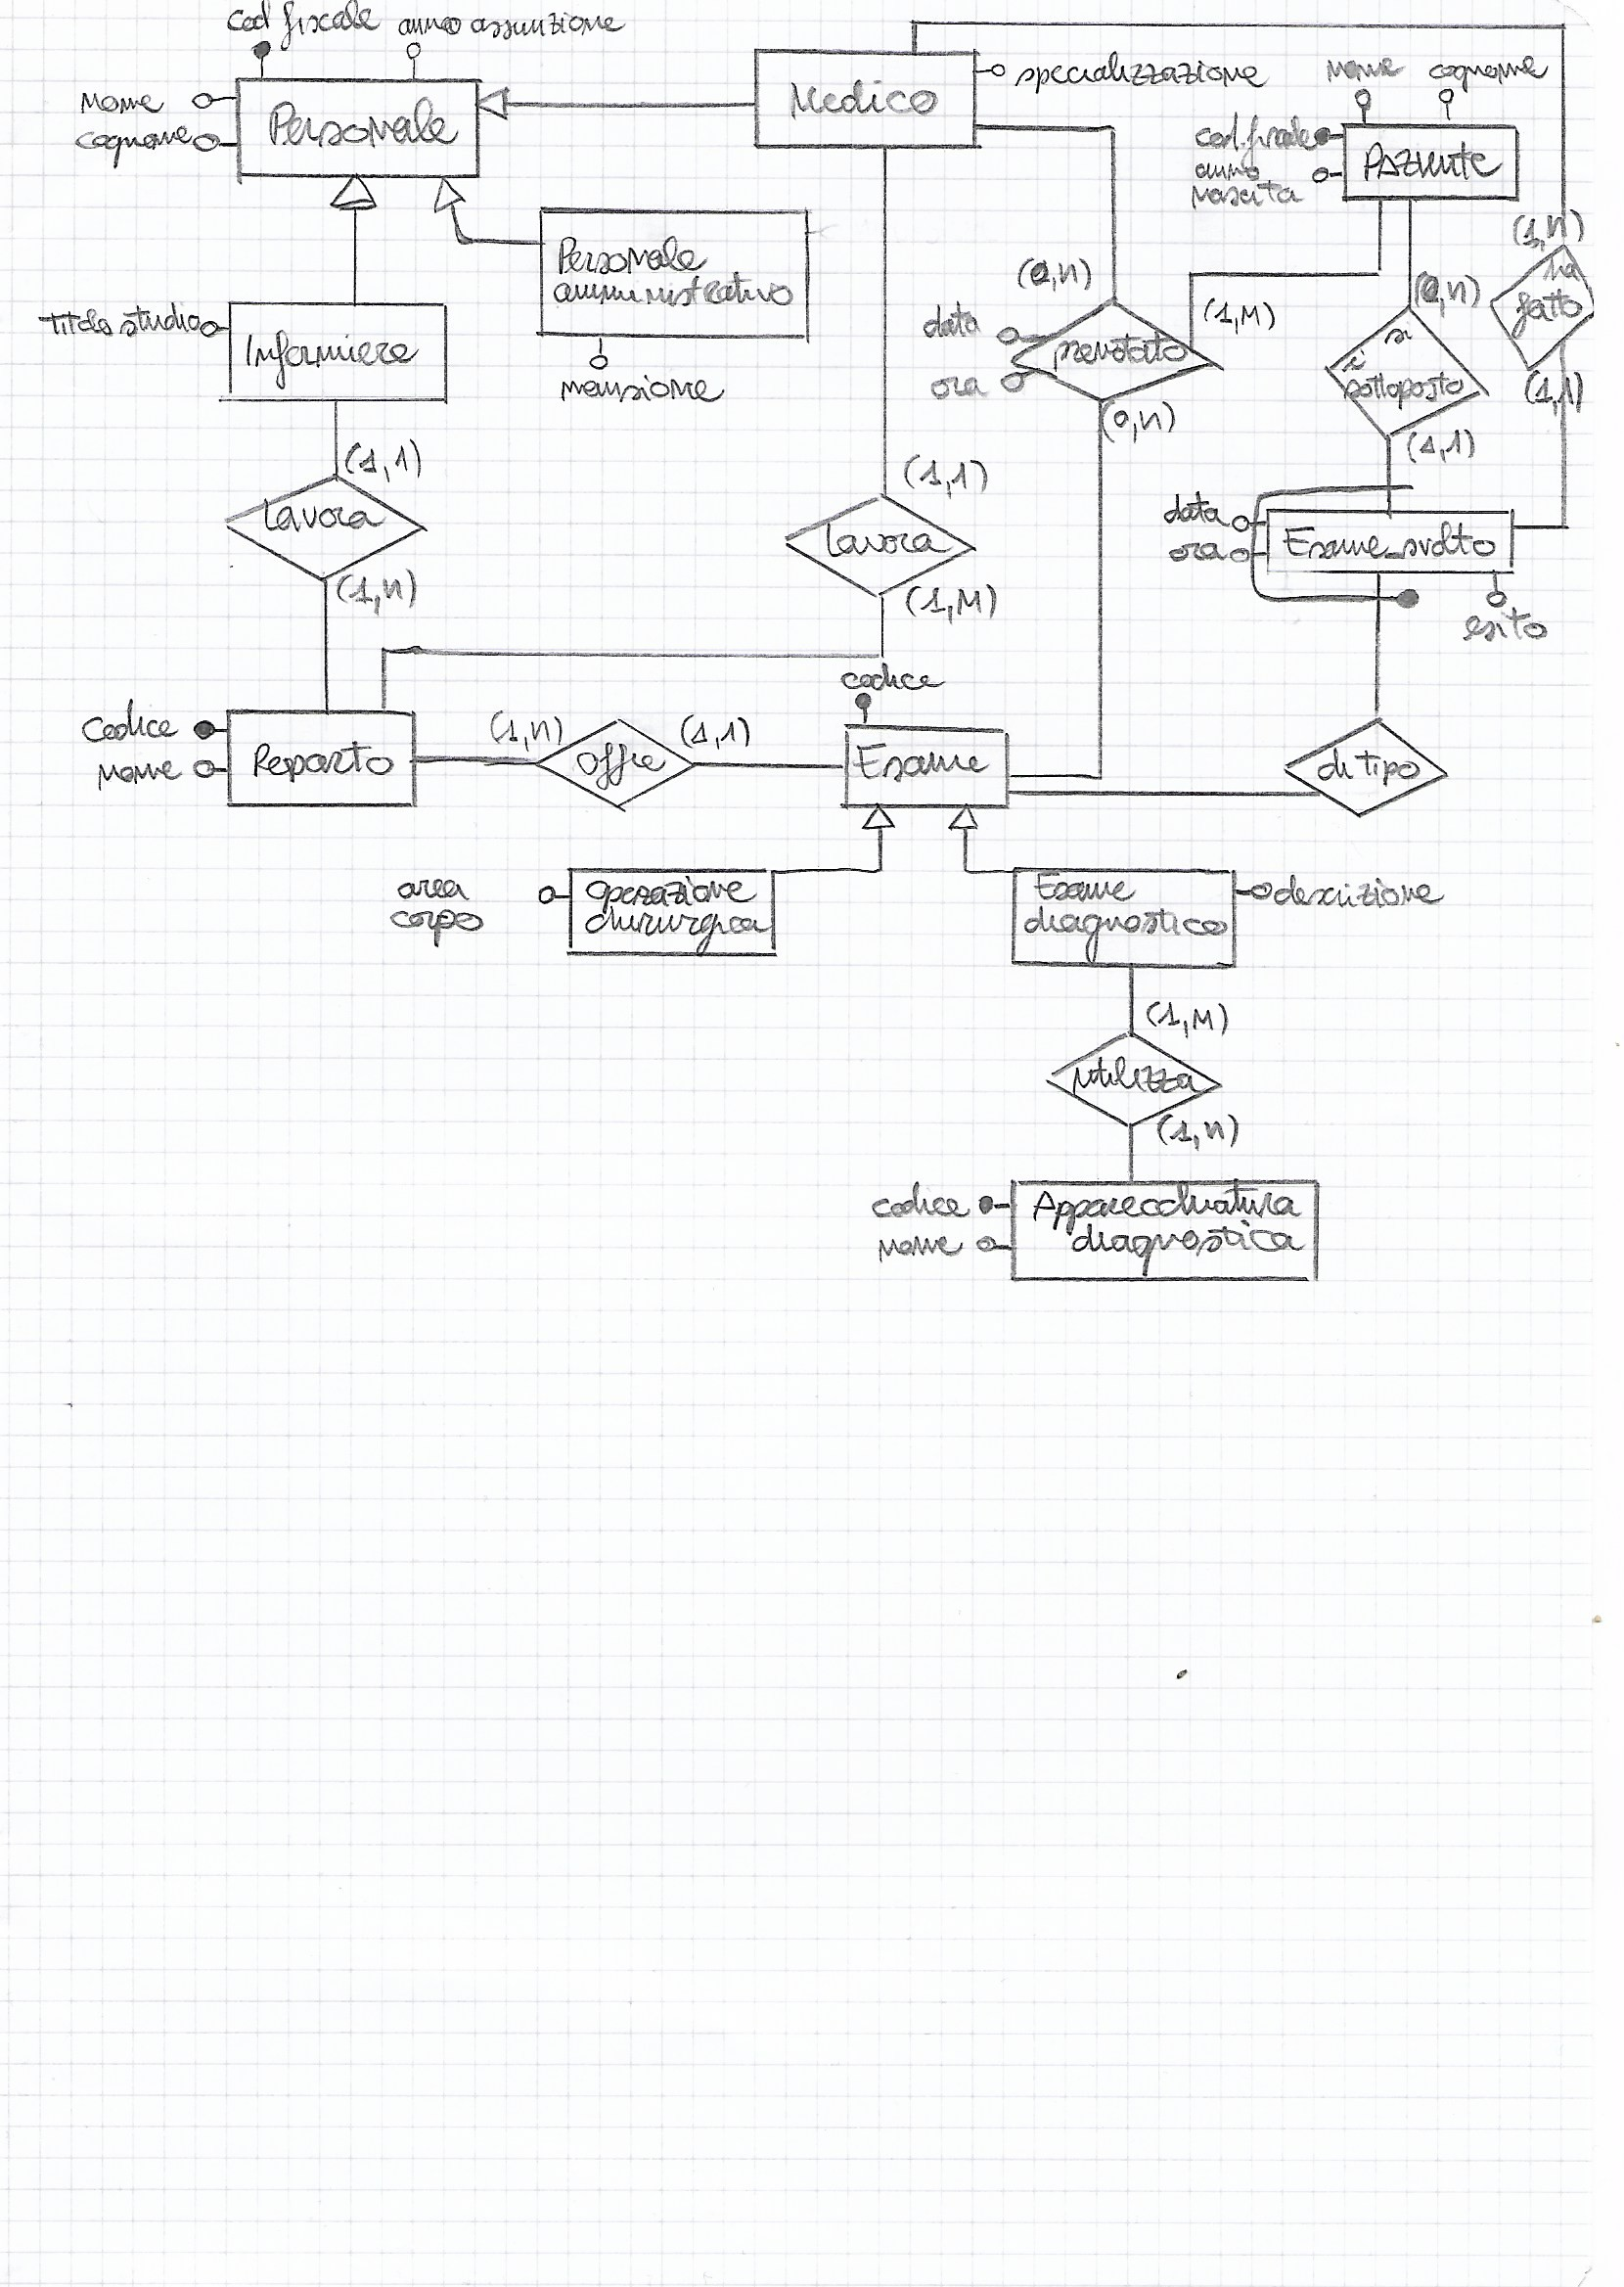 cod fiscale anno assunzione
nome
cognome
Personale
Medico
specializzazione
nome cognome
cod. fiscale
anno
nascita
Paziente
Personale
amministrativo
mansione
titolo studio
Infermiere
(1,n)
ha
fatto
(1,1)
(0,n)
data
ora
prenotato
(1,N)
(0,n)
(0,n)
si
è
sottoposto
(1,1)
(1,1)
lavora
(1,n)
(1,1)
lavora
(1,N)
data
ora
Esame_svolto
esito
codice
nome
Reparto
(1,n)
offre
(1,1)
codice
Esame
di tipo
area
corpo
operazione
chirurgica
Esame
diagnostico
descrizione
(1,N)
utilizza
(1,n)
codice
nome
Apparecchiatura
diagnostica